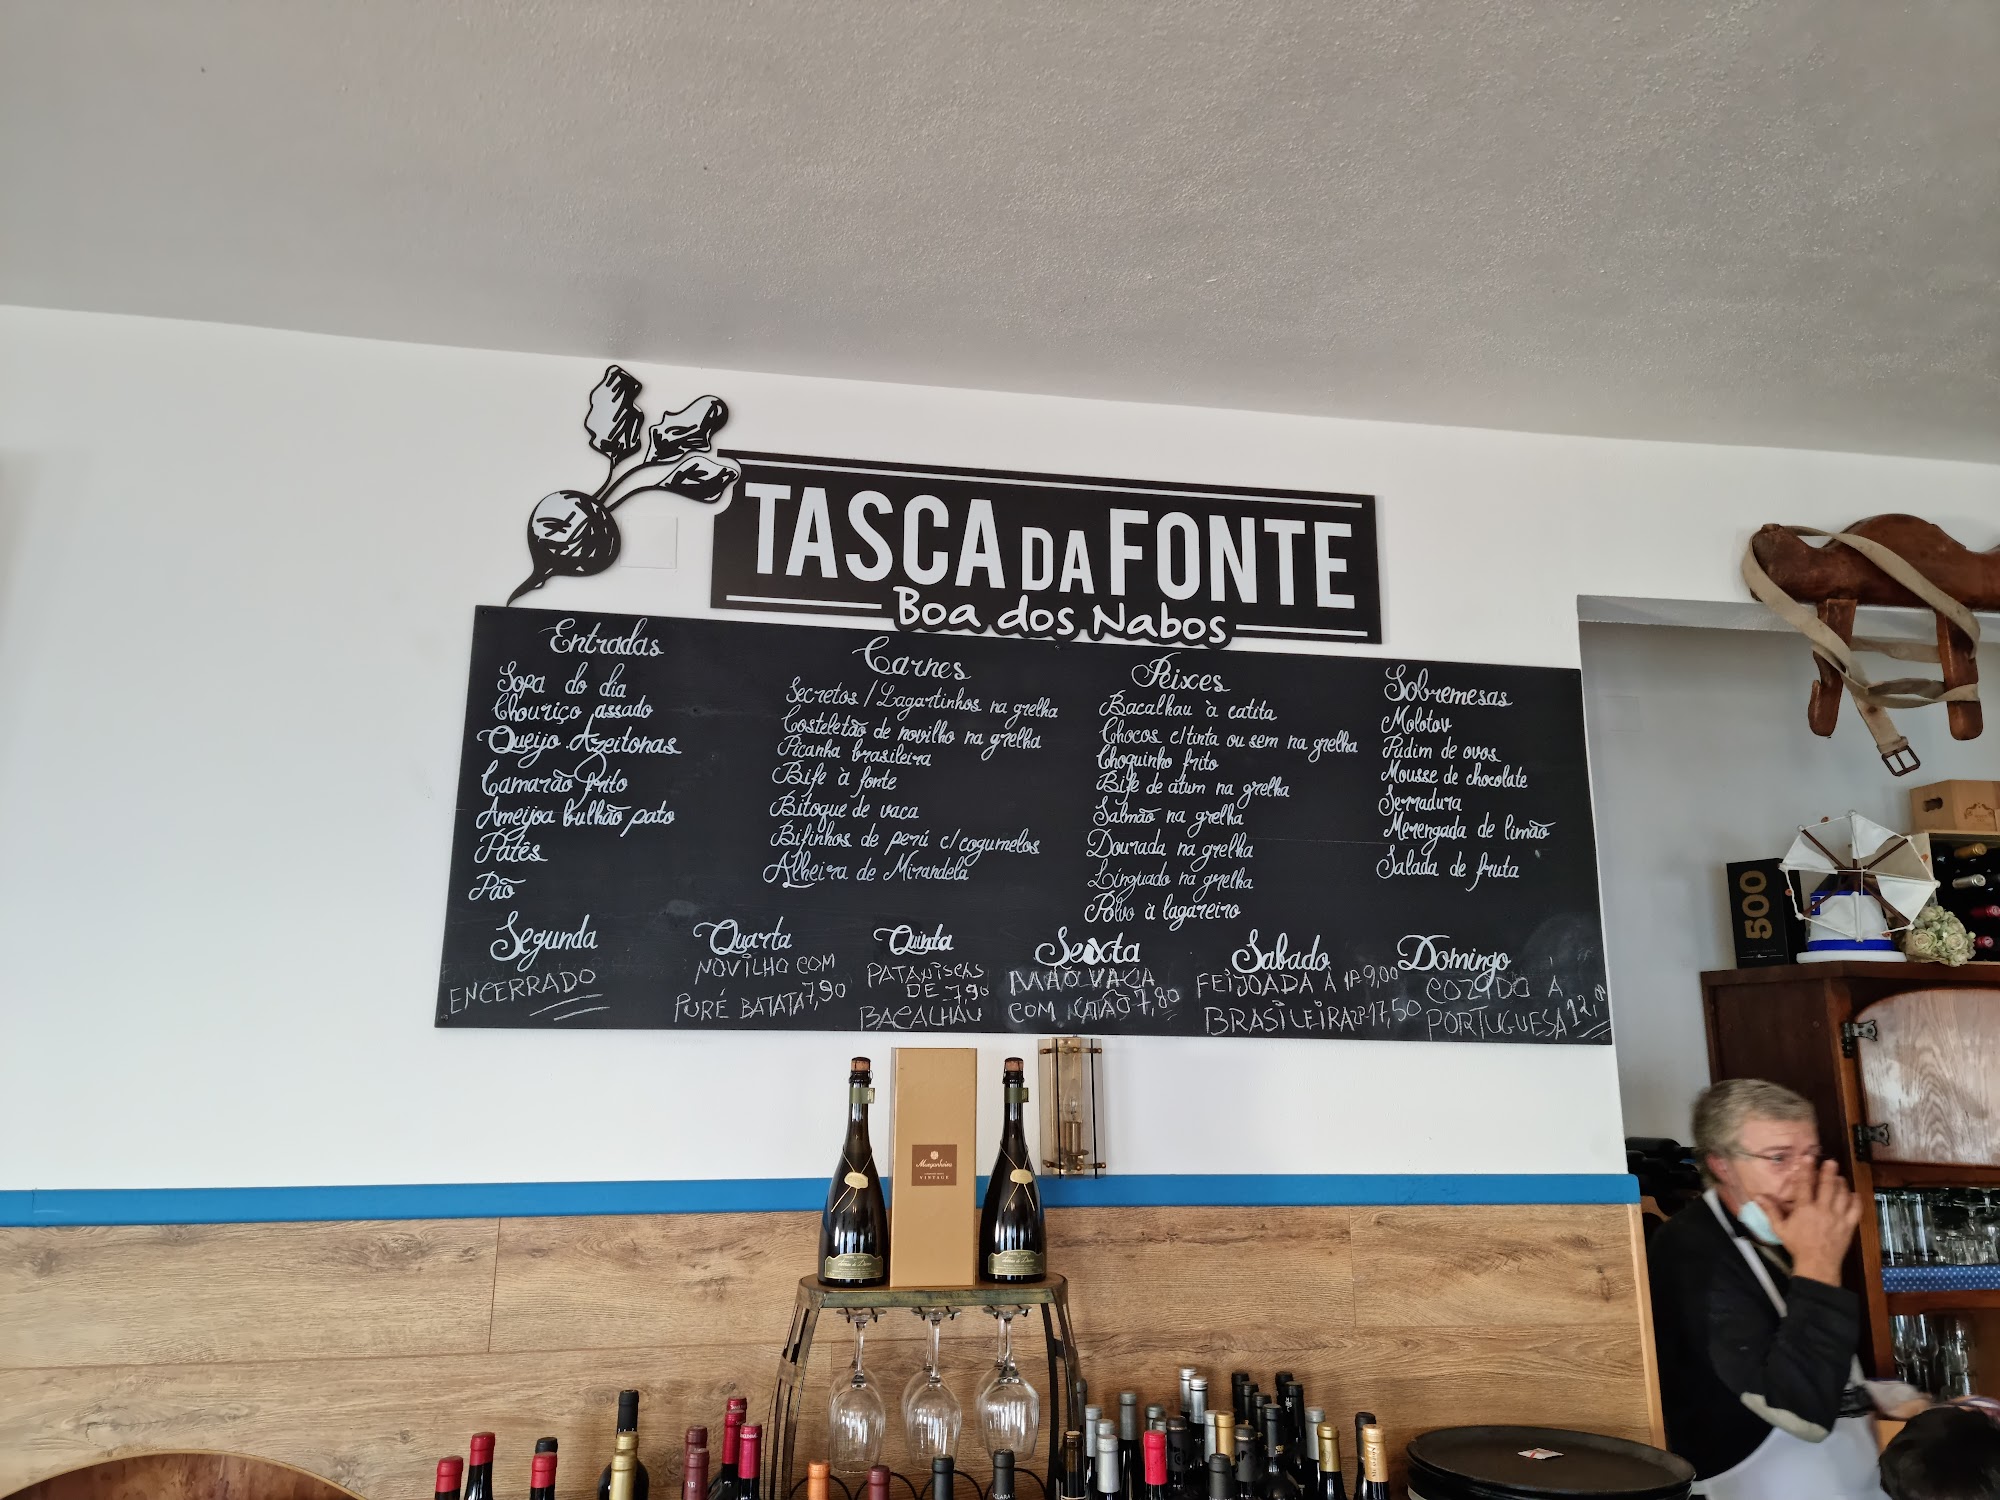 TASCA DA FONTE
Boa dos Nabos
Entradas
Sopa do dia
Chouriço assado
Queijo. Azeitonas
Camarão frito
Ameijoa bulhão pato
Patês
Pão
Carnes
Secretos / Lagartinhos na grelha
Costeletão de novilho na grelha
Picanha brasileira
Bife à fonte
Bitoque de vaca
Bifinhos de perú c/cogumelos
Alheira de Mirandela
Peixes
Bacalhau à catita
Chocos c/tinta ou sem na grelha
Choquinho frito
Bife de atum na grelha
Salmão na grelha
Dourada na grelha
Linguado na grelha
Polvo à lagareiro
Sobremesas
Molotov
Pudim de ovos
Mousse de chocolate
Serradura
Merengada de limão
Salada de fruta
Segunda
ENCERRADO
Quarta
NOVILHO COM
PURÉ BATATA 7,90
Quinta
PATANISCAS
DE 7,90
BACALHAU
Sexta
MÃO VACA
COM 7,80
Sabado
FEIJOADA À 9,00
BRASILEIRA 17,50
Domingo
COZIDO Á
PORTUGUESA
500
Murganheira
VINTAGE